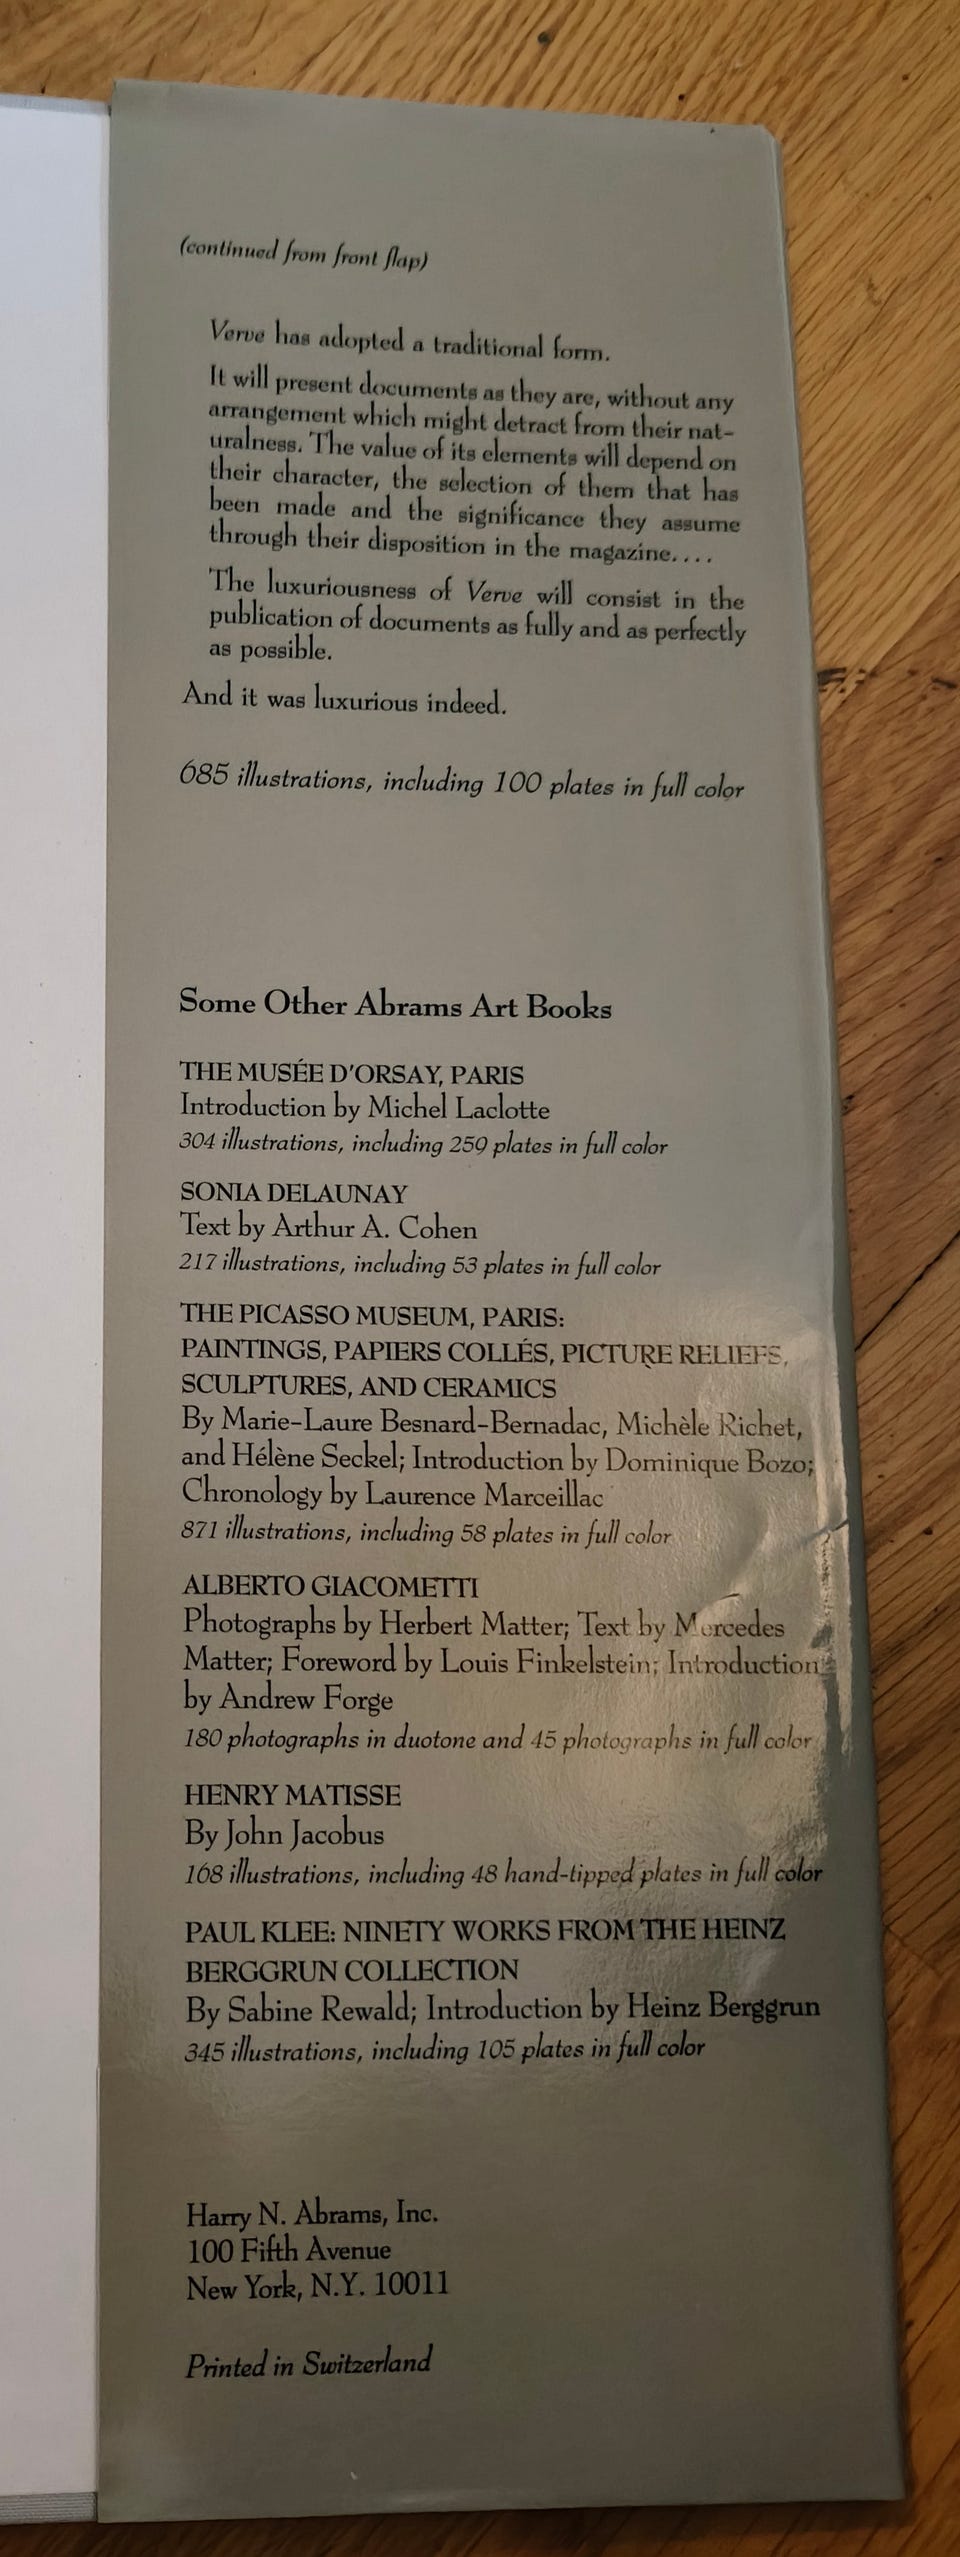 (continued from front flap)
Verve has adopted a traditional form.
It will present documents as they are, without any
arrangement which might detract from their nat-
uralness. The value of its elements will depend on
their character, the selection of them that has
been made and the significance they assume
through their disposition in the magazine....
The luxuriousness of Verve will consist in the
publication of documents as fully and as perfectly
as possible.
And it was luxurious indeed.
685 illustrations, including 100 plates in full color
Some Other Abrams Art Books
THE MUSÉE D'ORSAY, PARIS
Introduction by Michel Laclotte
304 illustrations, including 259 plates in full color
SONIA DELAUNAY
Text by Arthur A. Cohen
217 illustrations, including 53 plates in full color
THE PICASSO MUSEUM, PARIS:
PAINTINGS, PAPIERS COLLÉS, PICTURE RELIEFS,
SCULPTURES, AND CERAMICS
By Marie-Laure Besnard-Bernadac, Michèle Richet,
and Hélène Seckel; Introduction by Dominique Bozo;
Chronology by Laurence Marceillac
871 illustrations, including 58 plates in full color
ALBERTO GIACOMETTI
Photographs by Herbert Matter; Text by Mercedes
Matter; Foreword by Louis Finkelstein; Introduction
by Andrew Forge
180 photographs in duotone and 45 photographs in full color
HENRY MATISSE
By John Jacobus
168 illustrations, including 48 hand-tipped plates in full color
PAUL KLEE: NINETY WORKS FROM THE HEINZ
BERGGRUN COLLECTION
By Sabine Rewald; Introduction by Heinz Berggrun
345 illustrations, including 105 plates in full color
Harry N. Abrams, Inc.
100 Fifth Avenue
New York, N.Y. 10011
Printed in Switzerland